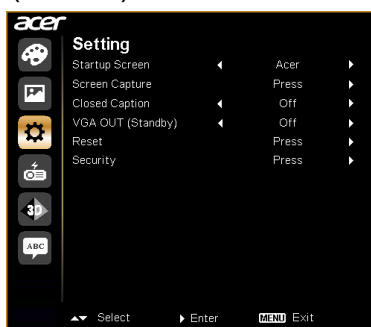 acer
Setting
Startup Screen Acer
Screen Capture Press
Closed Caption Off
VGA OUT (Standby) Off
Reset Press
Security Press
3D
ABC
Select Enter MENU Exit